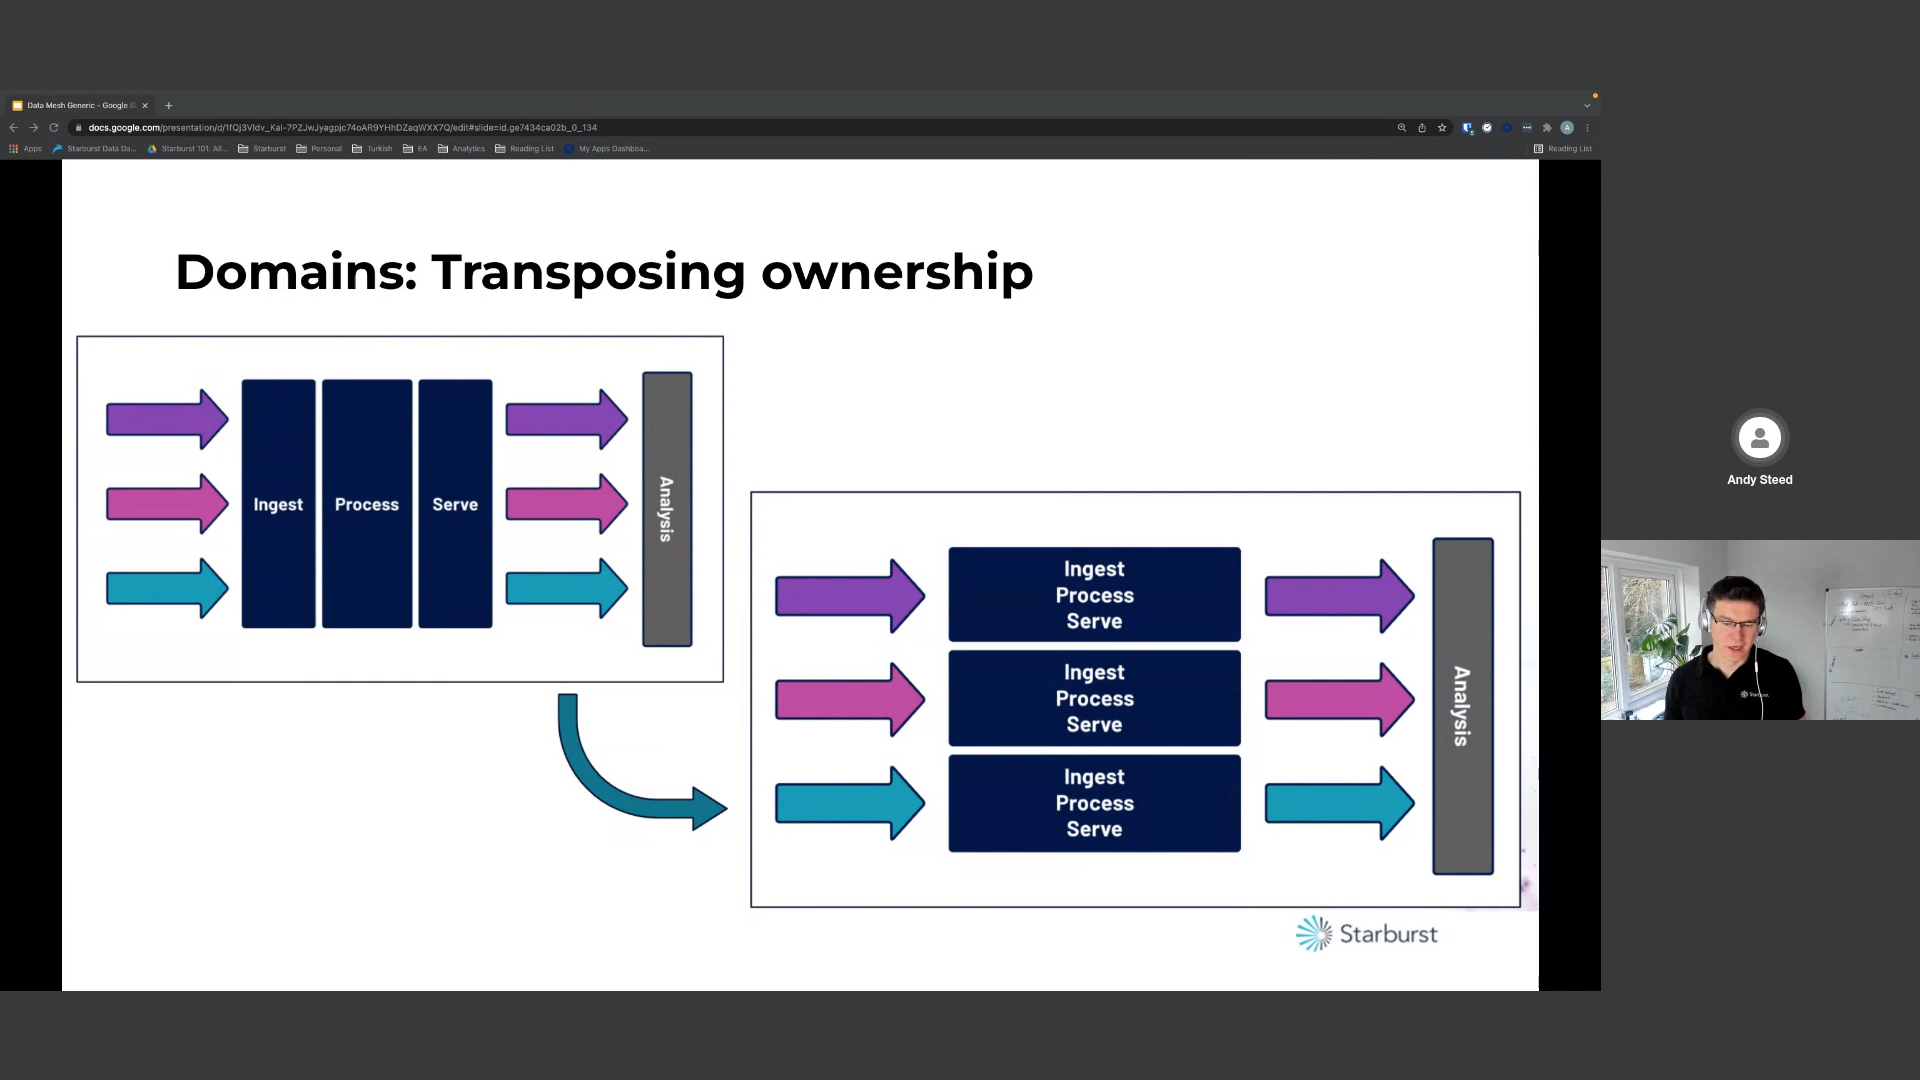 Data Mesh Generic - Google S
docs.google.com/presentation/d/1fQj3Vldv_Kal-7PZJwJyagpjc74oAR9YHhDZaqWXX7Q/edit#slide=id.ge7434ca02b_0_134
Apps
Starburst Data Da...
Starburst 101: All...
Starburst
Personal
Turkish
EA
Analytics
Reading List
My Apps Dashboa...
Reading List
Domains: Transposing ownership
Ingest
Process
Serve
Analysis
Ingest
Process
Serve
Ingest
Process
Serve
Ingest
Process
Serve
Analysis
Starburst
Andy Steed
Starburst